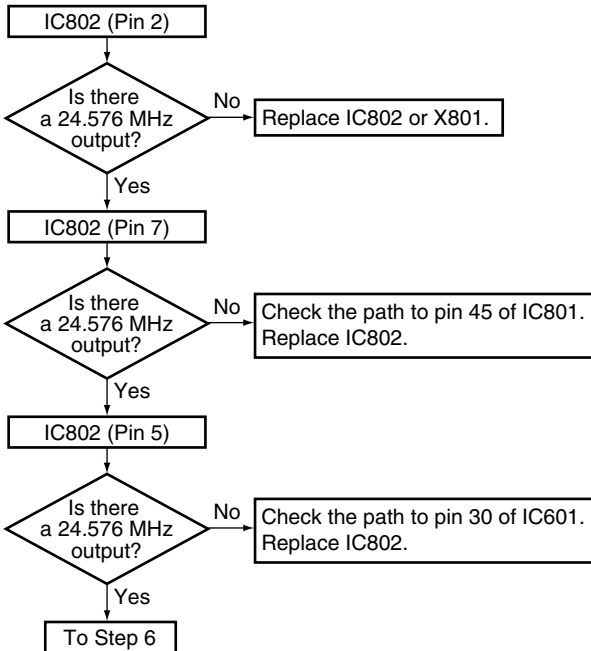 IC802 (Pin 2)
Is there
a 24.576 MHz
output?
No
Replace IC802 or X801.
Yes
IC802 (Pin 7)
Is there
a 24.576 MHz
output?
No
Check the path to pin 45 of IC801.
Replace IC802.
Yes
IC802 (Pin 5)
Is there
a 24.576 MHz
output?
No
Check the path to pin 30 of IC601.
Replace IC802.
Yes
To Step 6